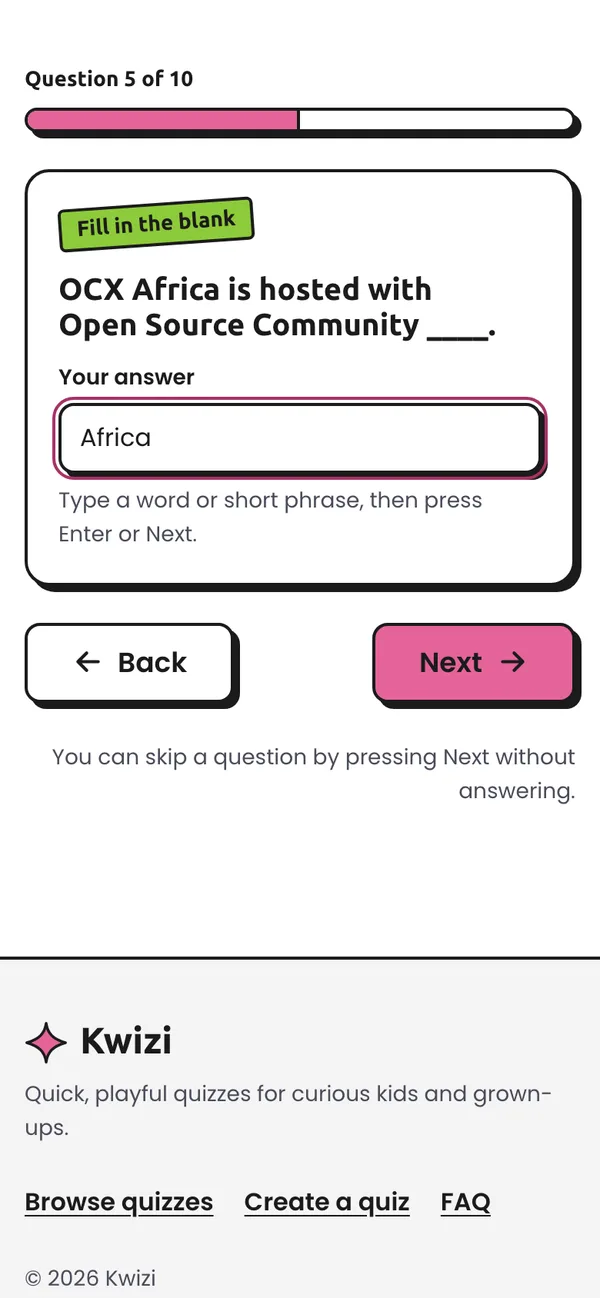 Question 5 of 10
Fill in the blank
OCX Africa is hosted with
Open Source Community ____.
Your answer
Africa
Type a word or short phrase, then press
Enter or Next.
← Back
Next →
You can skip a question by pressing Next without
answering.
Kwizi
Quick, playful quizzes for curious kids and grown-
ups.
Browse quizzes Create a quiz FAQ
© 2026 Kwizi